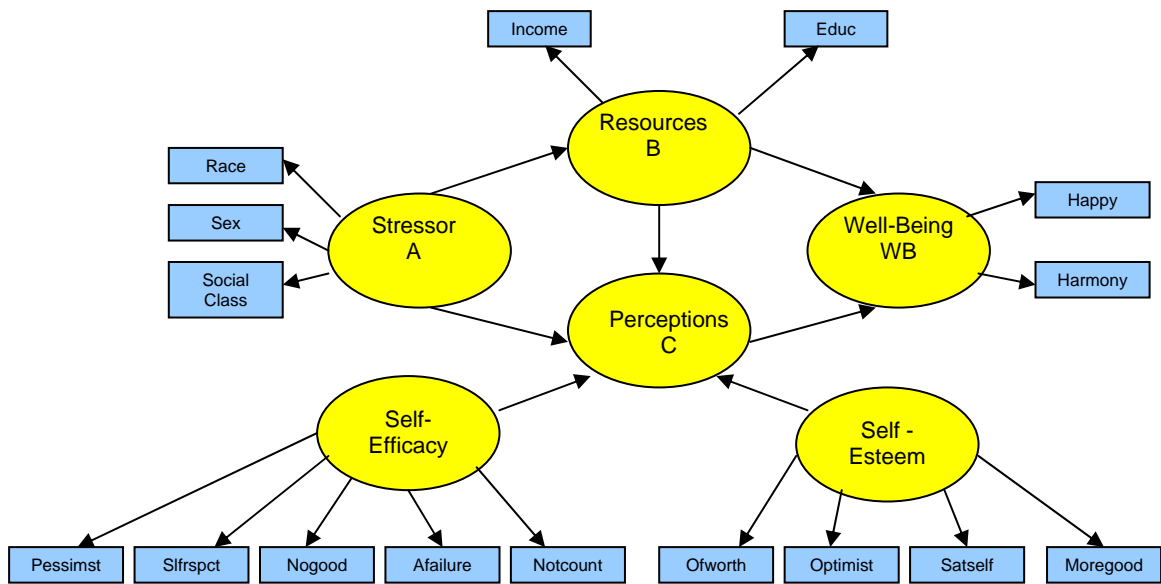 Income
Educ
Resources
B
Race
Sex
Social
Class
Stressor
A
Well-Being
WB
Happy
Harmony
Perceptions
C
Self-
Efficacy
Self -
Esteem
Pessimst
Slfrspct
Nogood
Afailure
Notcount
Ofworth
Optimist
Satself
Moregood